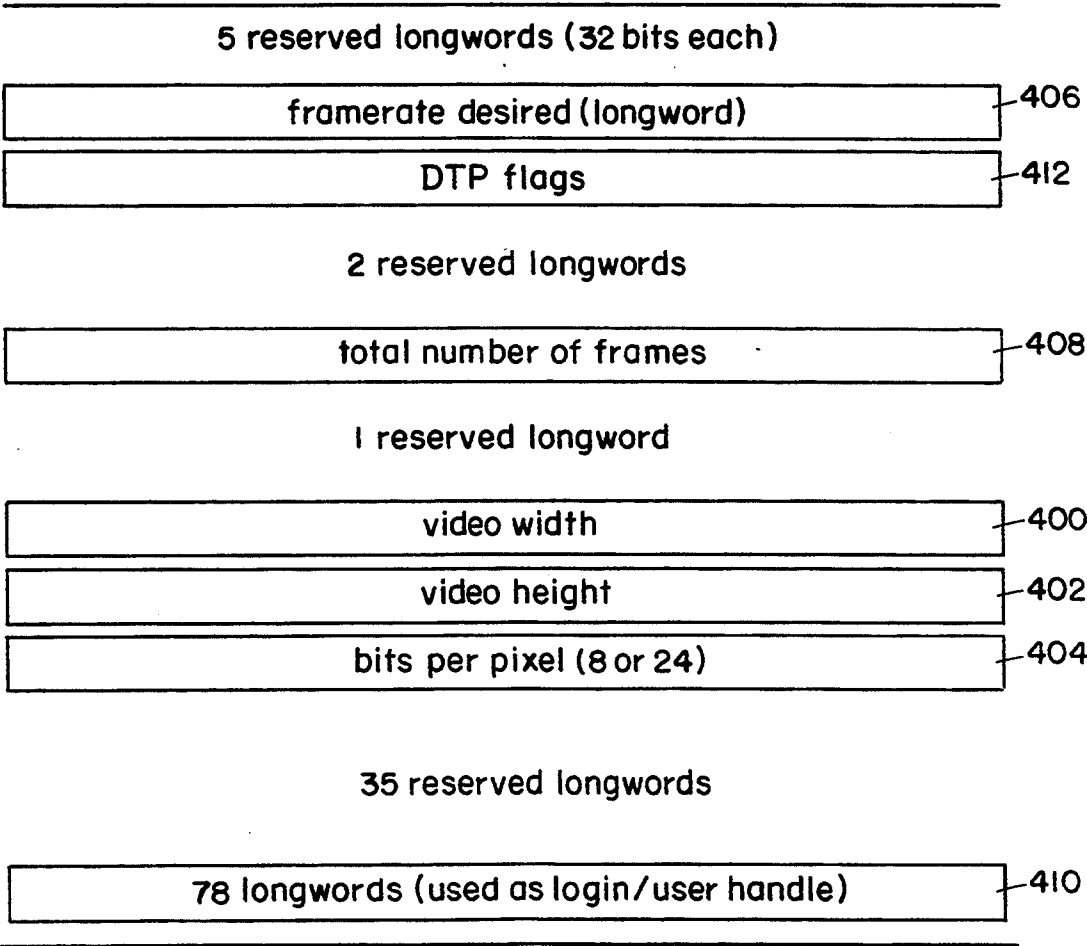 5 reserved longwords (32 bits each)
framerate desired (longword) 406
DTP flags 412
2 reserved longwords
total number of frames 408
1 reserved longword
video width 400
video height 402
bits per pixel (8 or 24) 404
35 reserved longwords
78 longwords (used as login/user handle) 410